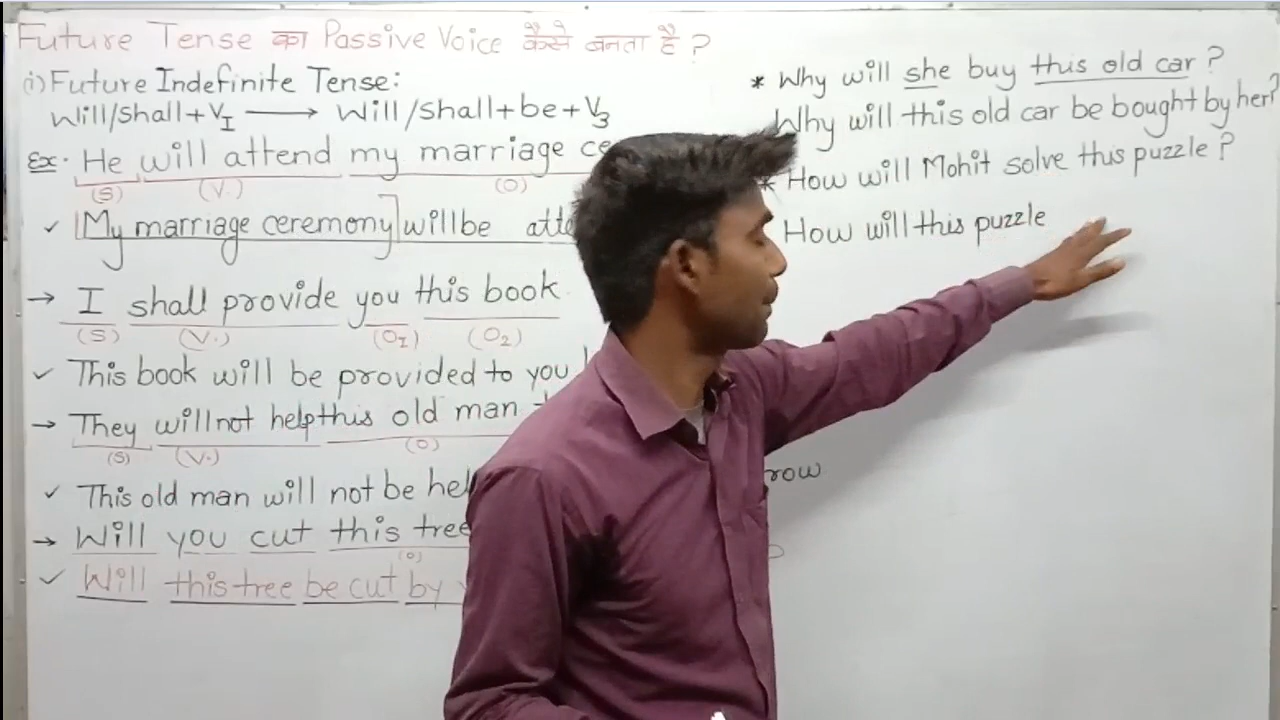 Future Tense का Passive Voice कैसे बनता है ?
(i) Future Indefinite Tense:
Will/Shall+V1 → Will/Shall+be+V3
Ex. He will attend my marriage
(S) (V.) (O)
✓ [My marriage ceremony] will be
→ I shall provide you this book
(S) (V.) (O1) (O2)
✓ This book will be provided to you
→ They will not help this old man
(S) (V.) (O)
✓ This old man will not be
→ Will you cut this tree
(O)
✓ Will this tree be cut by
* Why will she buy this old car ?
Why will this old car be bought by her?
* How will Mohit solve this puzzle ?
How will this puzzle